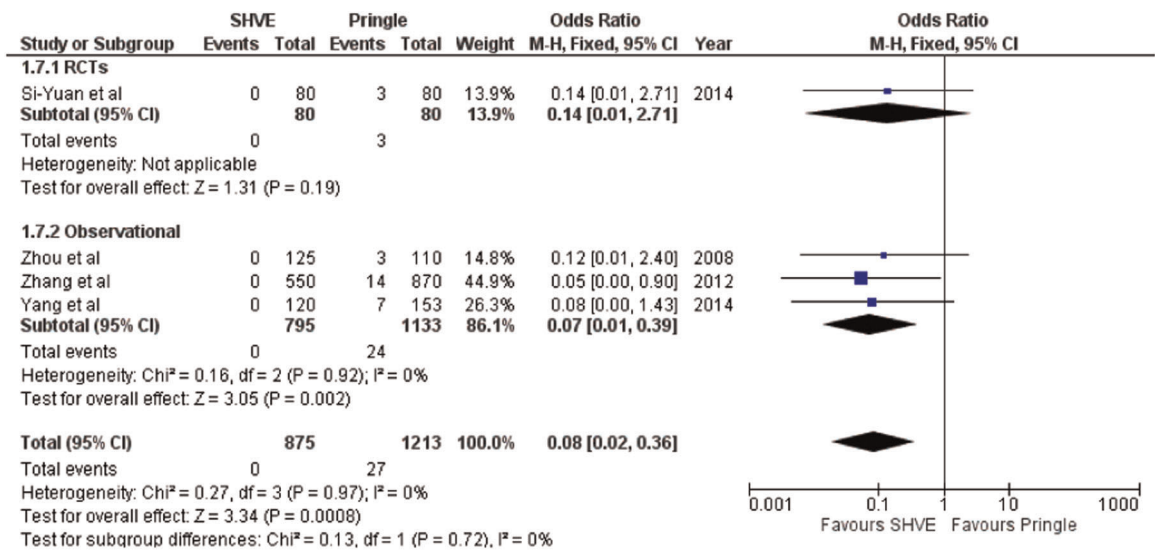 SHVE Pringle Odds Ratio Odds Ratio
Study or Subgroup Events Total Events Total Weight M-H, Fixed, 95% CI Year M-H, Fixed, 95% CI
1.7.1 RCTs
Si-Yuan et al 0 80 3 80 13.9% 0.14 [0.01, 2.71] 2014
Subtotal (95% CI) 80 80 13.9% 0.14 [0.01, 2.71]
Total events 0 3
Heterogeneity: Not applicable
Test for overall effect: Z = 1.31 (P = 0.19)
1.7.2 Observational
Zhou et al 0 125 3 110 14.8% 0.12 [0.01, 2.40] 2008
Zhang et al 0 550 14 870 44.9% 0.05 [0.00, 0.90] 2012
Yang et al 0 120 7 153 26.3% 0.08 [0.00, 1.43] 2014
Subtotal (95% CI) 795 1133 86.1% 0.07 [0.01, 0.39]
Total events 0 24
Heterogeneity: Chi² = 0.16, df = 2 (P = 0.92); I² = 0%
Test for overall effect: Z = 3.05 (P = 0.002)
Total (95% CI) 875 1213 100.0% 0.08 [0.02, 0.36]
Total events 0 27
Heterogeneity: Chi² = 0.27, df = 3 (P = 0.97); I² = 0%
Test for overall effect: Z = 3.34 (P = 0.0008)
Test for subgroup differences: Chi² = 0.13, df = 1 (P = 0.72), I² = 0%
0.001 0.1 1 10 1000
Favours SHVE Favours Pringle